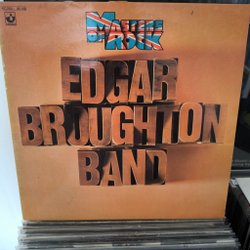 MASTERS
OF ROCK
EDGAR
BROUGHTON
BAND